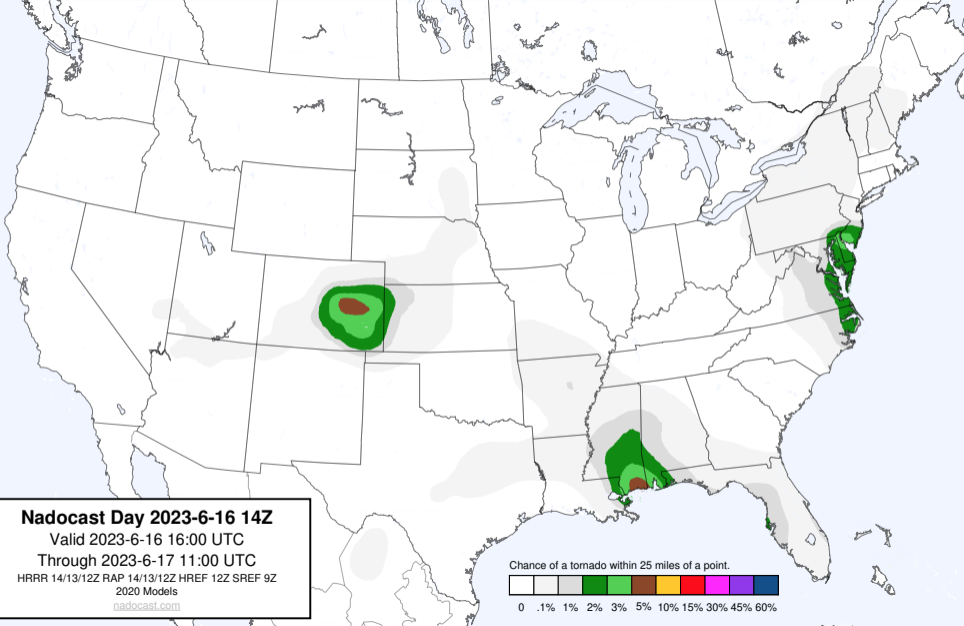 Nadocast Day 2023-6-16 14Z
Valid 2023-6-16 16:00 UTC
Through 2023-6-17 11:00 UTC
HRRR 14/13/12Z RAP 14/13/12Z HREF 12Z SREF 9Z
2020 Models
nadocast.com
Chance of a tornado within 25 miles of a point.
0 .1% 1% 2% 3% 5% 10% 15% 30% 45% 60%